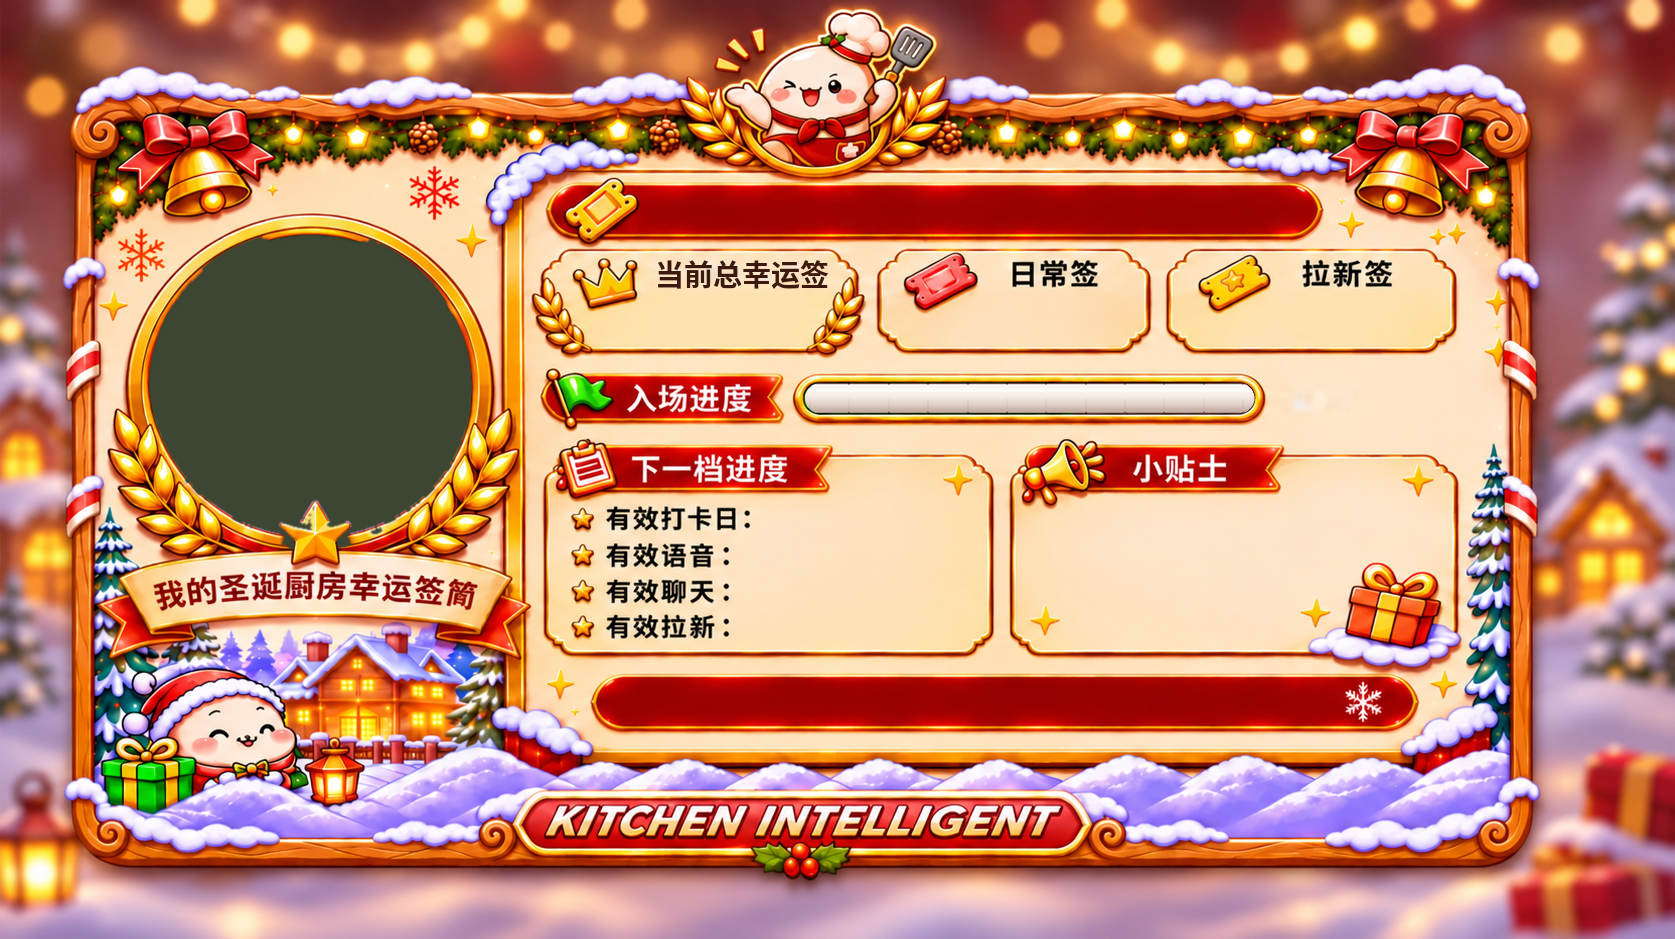 当前总幸运签
日常签
拉新签
入场进度
下一档进度
有效打卡日：
有效语音：
有效聊天：
有效拉新：
小贴士
我的圣诞厨房幸运签筒
KITCHEN INTELLIGENT